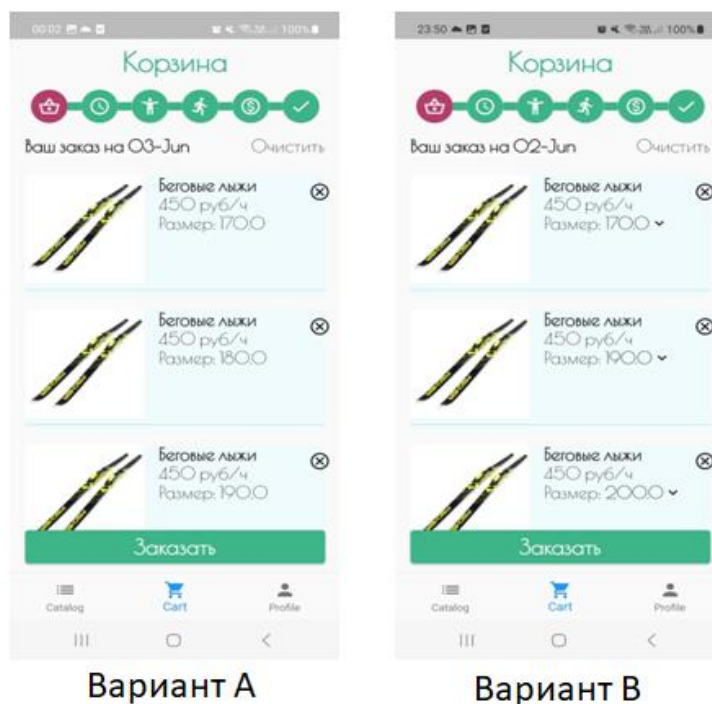 00:02 100%
Корзина
Ваш заказ на 03-Jun Очистить
Беговые лыжи
450 руб/ч
Размер: 170.0
Беговые лыжи
450 руб/ч
Размер: 180.0
Беговые лыжи
450 руб/ч
Размер: 190.0
Заказать
Catalog Cart Profile
Вариант А
23:50 100%
Корзина
Ваш заказ на 02-Jun Очистить
Беговые лыжи
450 руб/ч
Размер: 170.0
Беговые лыжи
450 руб/ч
Размер: 190.0
Беговые лыжи
450 руб/ч
Размер: 200.0
Заказать
Catalog Cart Profile
Вариант В